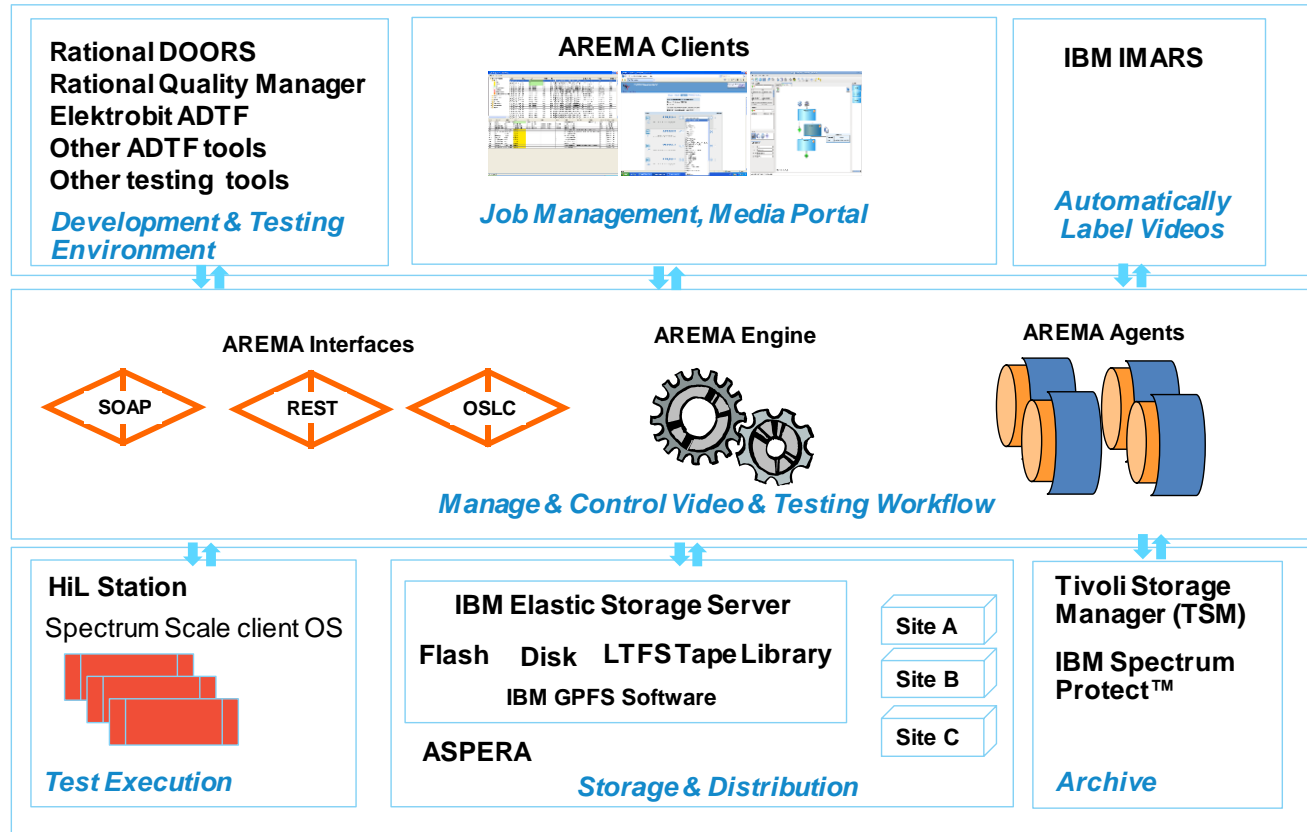 Rational DOORS
Rational Quality Manager
Elektrobit ADTF
Other ADTF tools
Other testing tools
Development & Testing
Environment
AREMA Clients
Job Management, Media Portal
IBM IMARS
Automatically
Label Videos
AREMA Interfaces
SOAP
REST
OSLC
AREMA Engine
AREMA Agents
Manage & Control Video & Testing Workflow
HiL Station
Spectrum Scale client OS
Test Execution
IBM Elastic Storage Server
Flash
Disk
LTFS Tape Library
IBM GPFS Software
ASPERA
Site A
Site B
Site C
Storage & Distribution
Tivoli Storage
Manager (TSM)
IBM Spectrum
Protect™
Archive